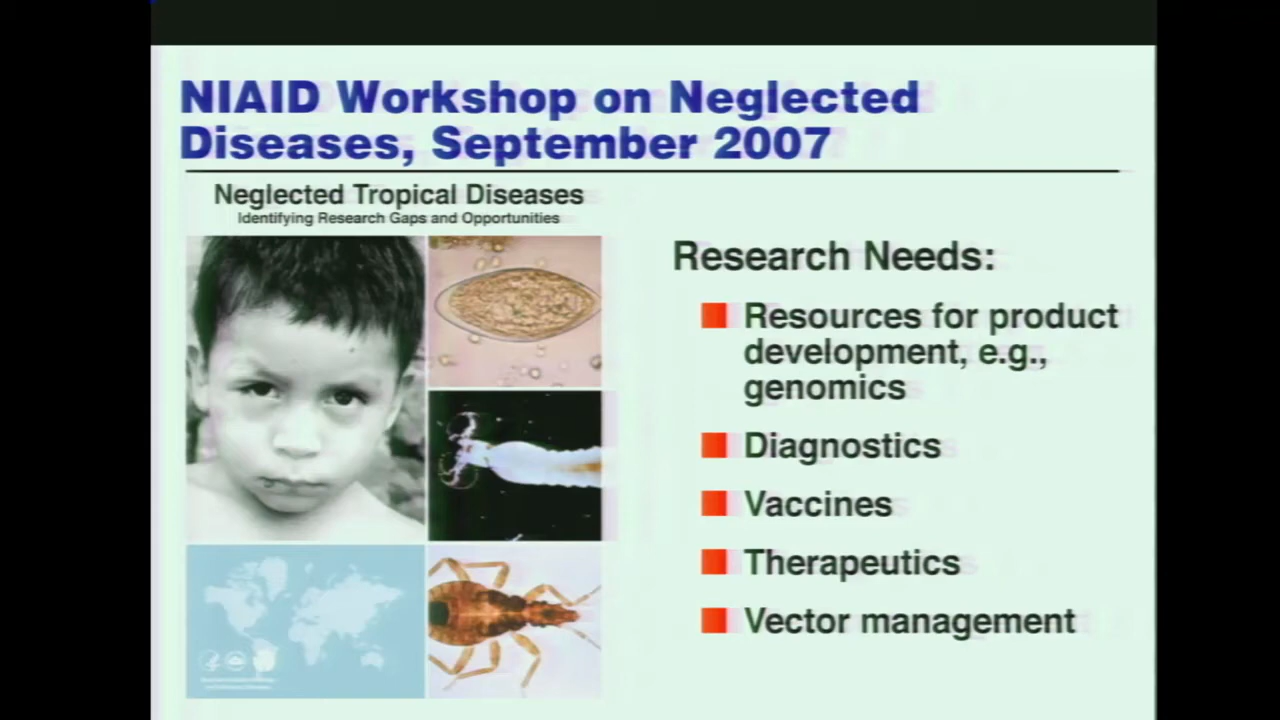 NIAID Workshop on Neglected
Diseases, September 2007
Neglected Tropical Diseases
Identifying Research Gaps and Opportunities
Research Needs:
Resources for product
development, e.g.,
genomics
Diagnostics
Vaccines
Therapeutics
Vector management